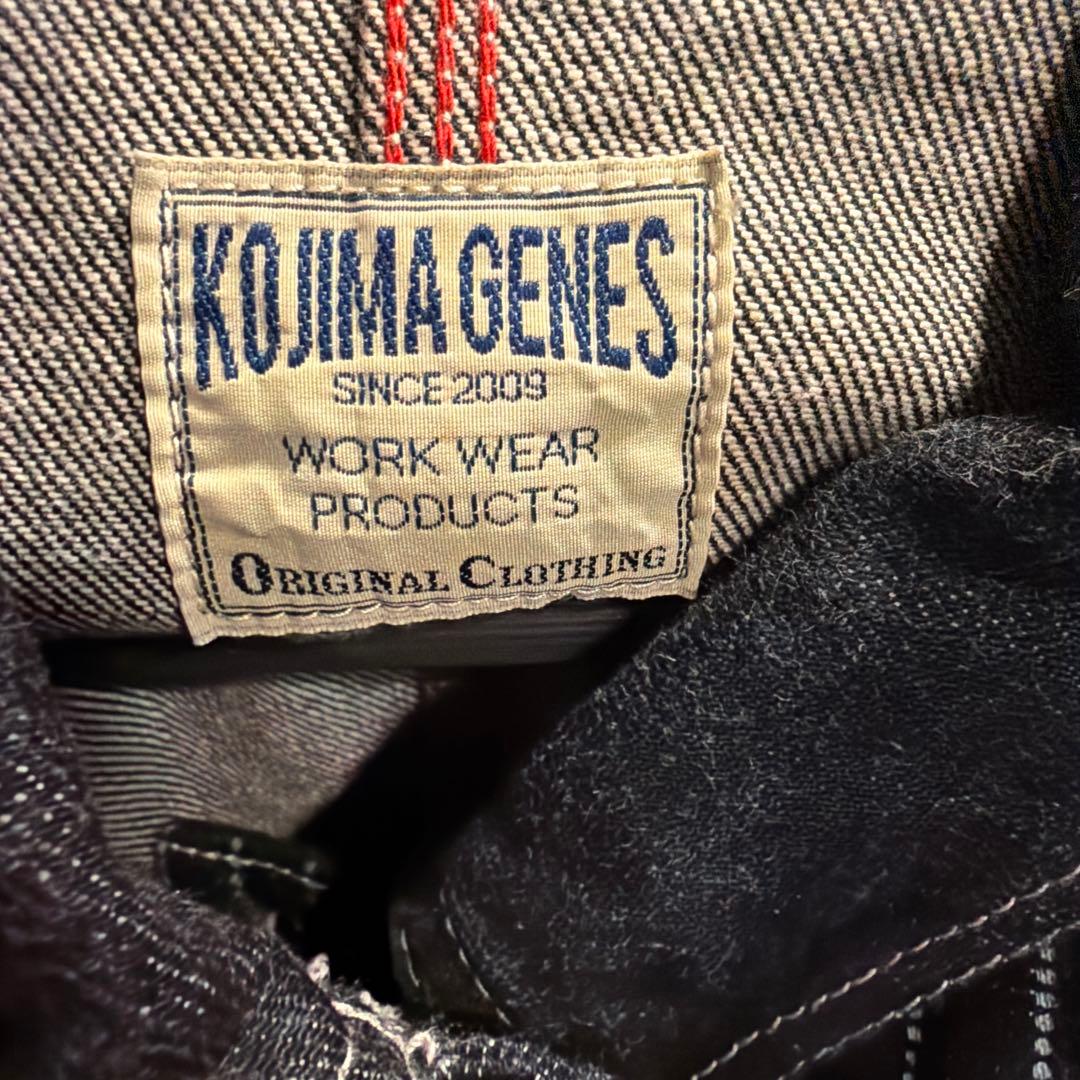 KOJIMA GENES
SINCE 2009
WORK WEAR
PRODUCTS
ORIGINAL CLOTHING